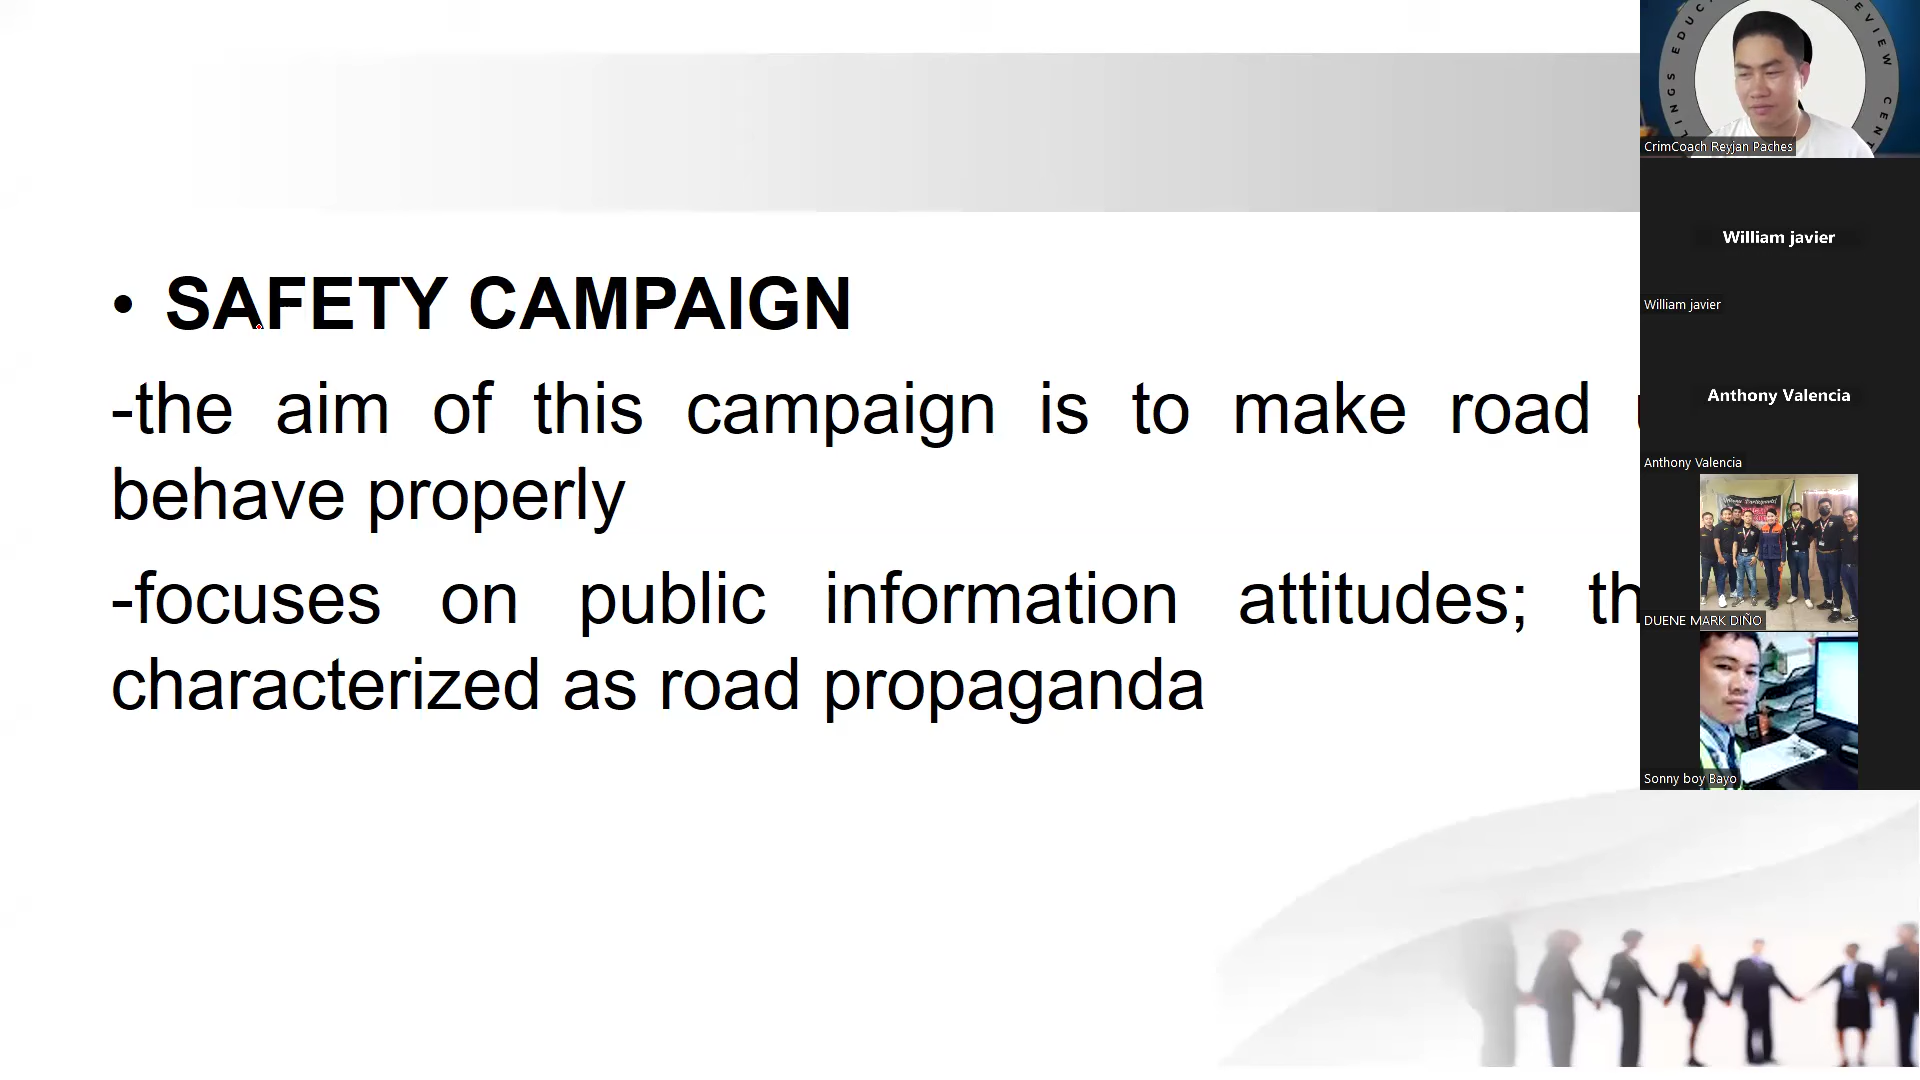 • SAFETY CAMPAIGN
-the aim of this campaign is to make road
behave properly
-focuses on public information attitudes;
characterized as road propaganda
CrimCoach Reyjan Paches
William javier
William javier
Anthony Valencia
Anthony Valencia
DUENE MARK DIÑO
Sonny boy Bayo